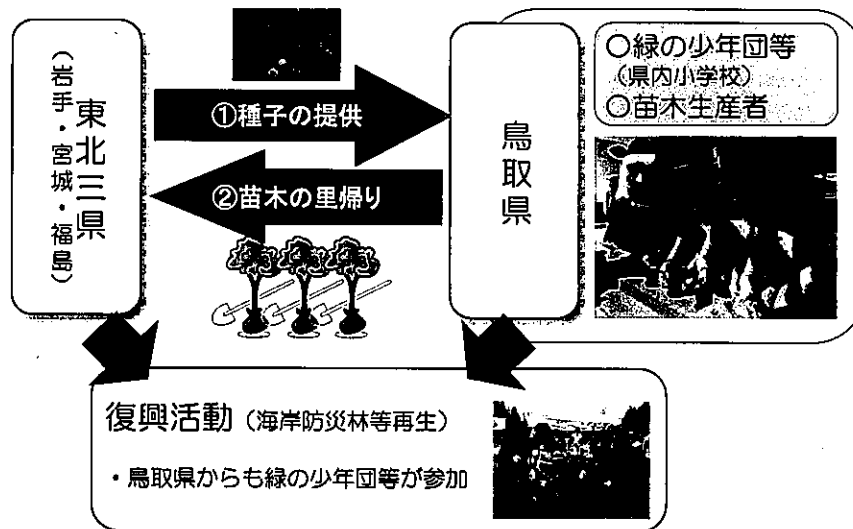 東北三県
（岩手・宮城・福島）
①種子の提供
②苗木の里帰り
鳥取県
○緑の少年団等
（県内小学校）
○苗木生産者
復興活動（海岸防災林等再生）
・鳥取県からも緑の少年団等が参加